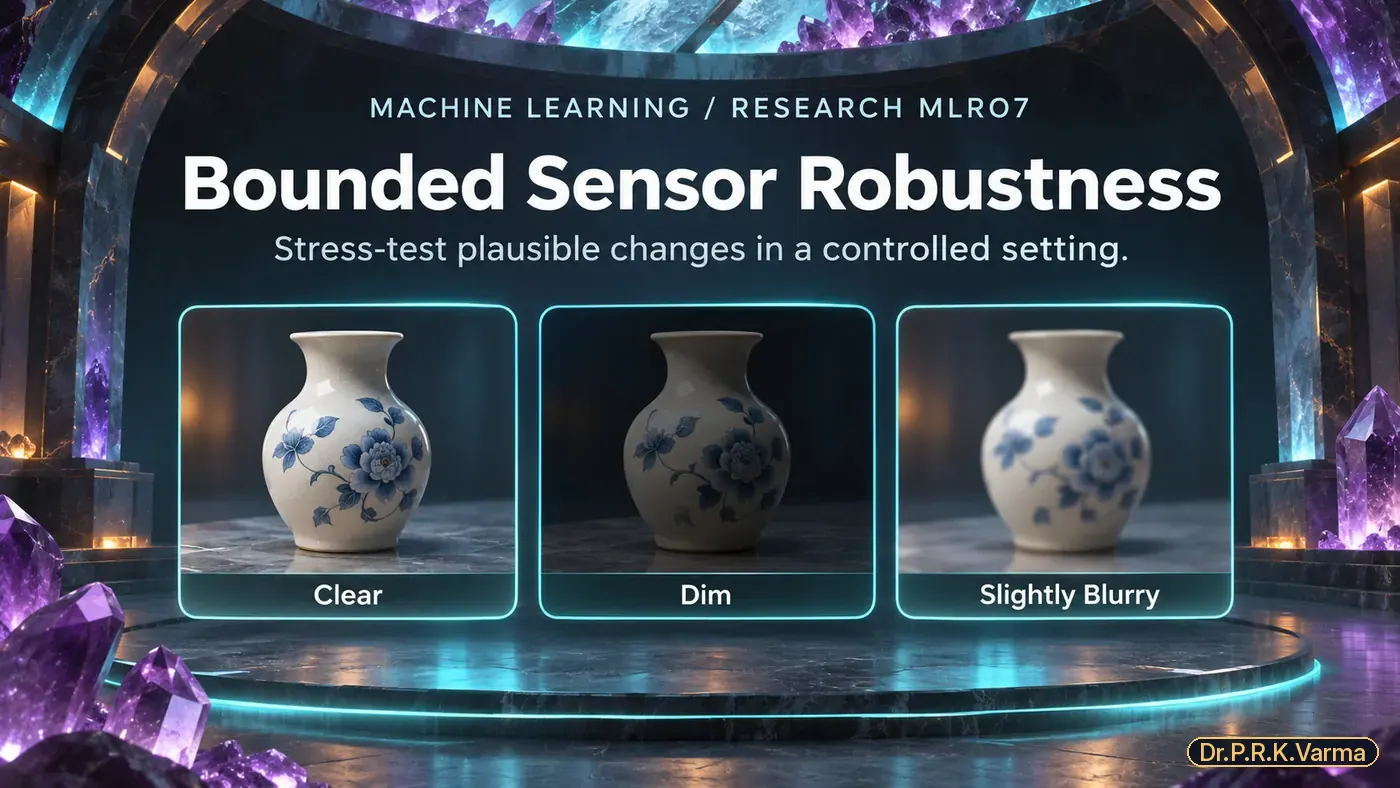 MACHINE LEARNING / RESEARCH MLR07
Bounded Sensor Robustness
Stress-test plausible changes in a controlled setting.
Clear
Dim
Slightly Blurry
Dr.P.R.K.Varma